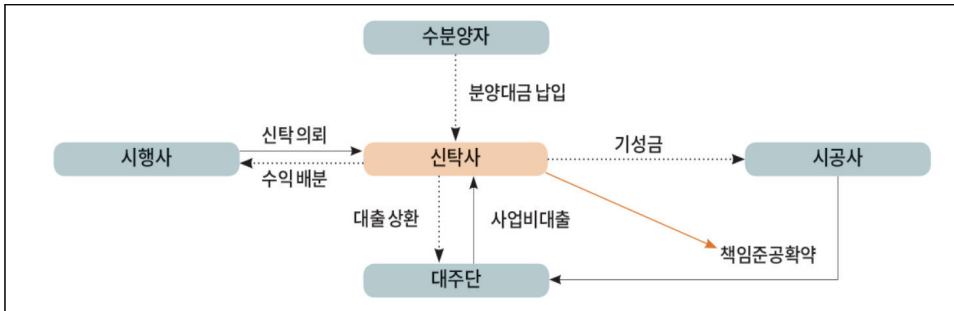 수분양자
분양대금 납입
시행사
신탁 의뢰
수익 배분
신탁사
기성금
시공사
대출 상환
사업비대출
책임준공확약
대주단